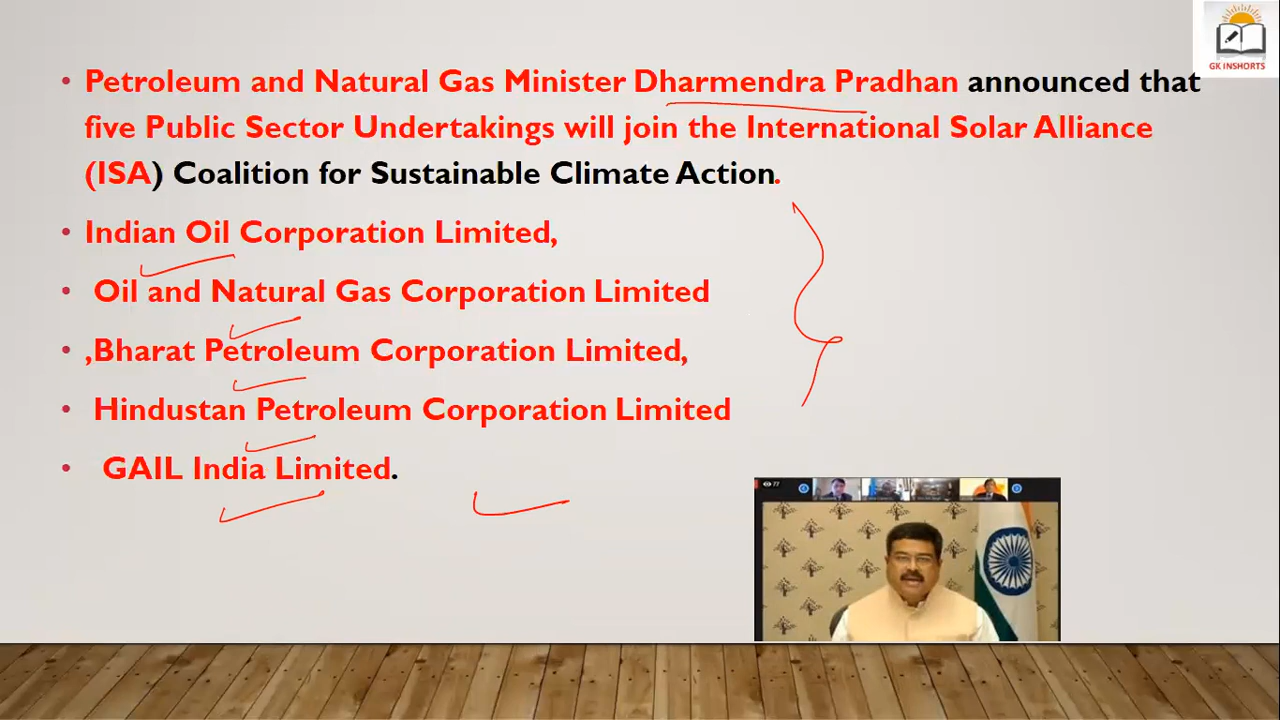 GK INSHORTS
• Petroleum and Natural Gas Minister Dharmendra Pradhan announced that
five Public Sector Undertakings will join the International Solar Alliance
(ISA) Coalition for Sustainable Climate Action.
• Indian Oil Corporation Limited,
• Oil and Natural Gas Corporation Limited
• ,Bharat Petroleum Corporation Limited,
• Hindustan Petroleum Corporation Limited
• GAIL India Limited.
77